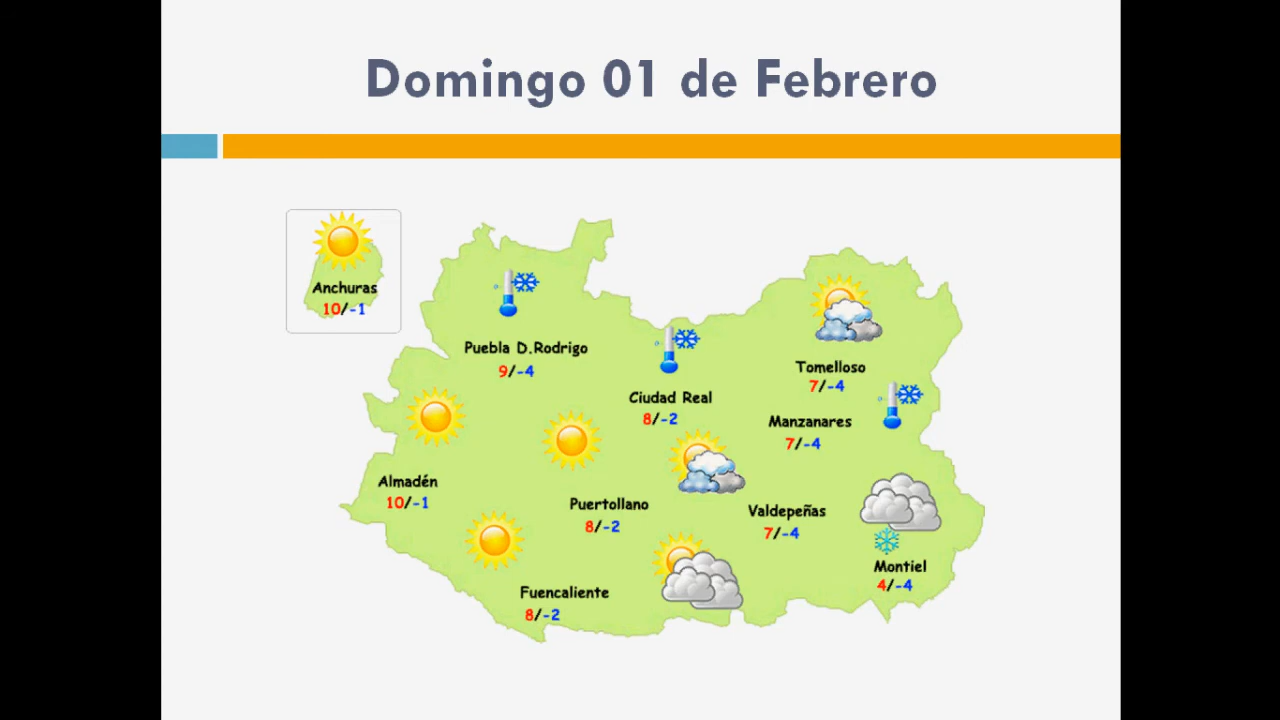 Domingo 01 de Febrero
Anchuras
10/-1
Puebla D.Rodrigo
9/-4
Ciudad Real
8/-2
Tomelloso
7/-4
Manzanares
7/-4
Almadén
10/-1
Puertollano
8/-2
Valdepeñas
7/-4
Montiel
4/-4
Fuencaliente
8/-2